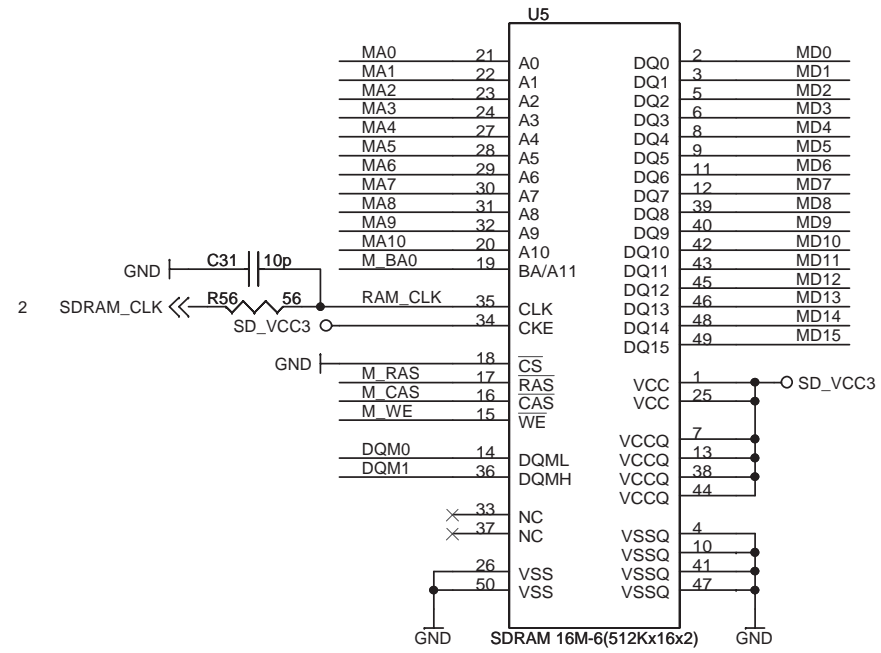 U5
MA0 21 A0 DQ0 2 MD0
MA1 22 A1 DQ1 3 MD1
MA2 23 A2 DQ2 5 MD2
MA3 24 A3 DQ3 6 MD3
MA4 27 A4 DQ4 8 MD4
MA5 28 A5 DQ5 9 MD5
MA6 29 A6 DQ6 11 MD6
MA7 30 A7 DQ7 12 MD7
MA8 31 A8 DQ8 39 MD8
MA9 32 A9 DQ9 40 MD9
MA10 20 A10 DQ10 42 MD10
M_BA0 19 BA/A11 DQ11 43 MD11
GND C31 10p
DQ12 45 MD12
2 SDRAM_CLK R56 56 RAM_CLK 35 CLK DQ13 46 MD13
SD_VCC3 34 CKE DQ14 48 MD14
DQ15 49 MD15
GND 18 CS
M_RAS 17 RAS VCC 1 SD_VCC3
M_CAS 16 CAS VCC 25
M_WE 15 WE
VCCQ 7
DQM0 14 DQML VCCQ 13
DQM1 36 DQMH VCCQ 38
VCCQ 44
33 NC
37 NC VSSQ 4
VSSQ 10
26 VSS VSSQ 41
50 VSS VSSQ 47
GND SDRAM 16M-6(512Kx16x2) GND